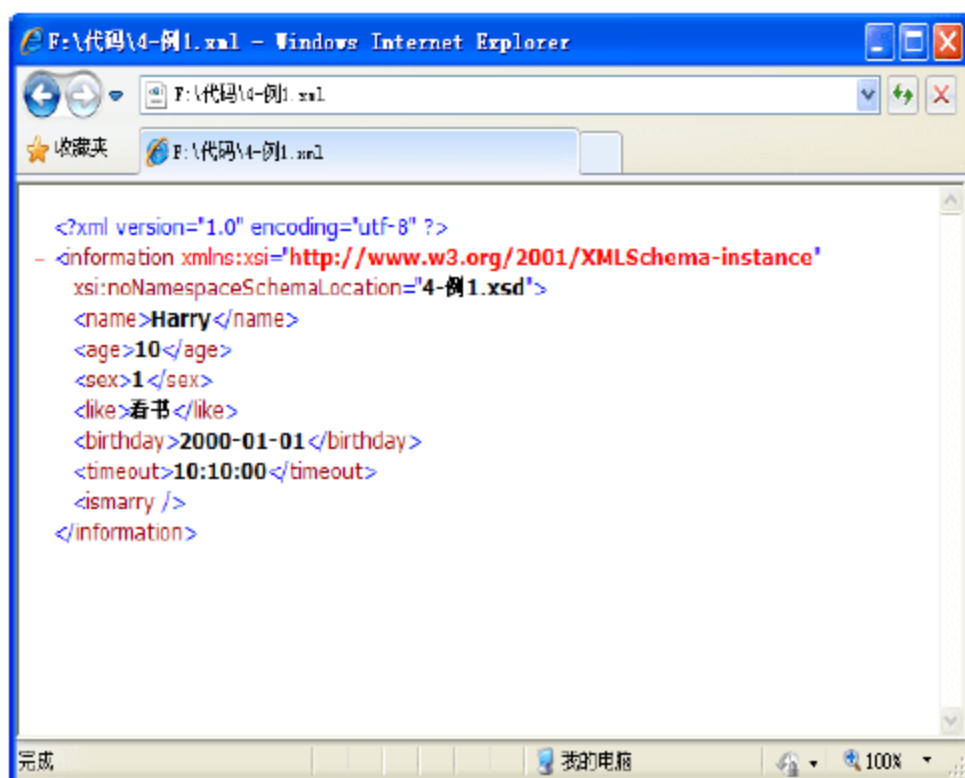 F:\代码\4-例1.xml - Windows Internet Explorer
F:\代码\4-例1.xml
收藏夹
F:\代码\4-例1.xml
<?xml version="1.0" encoding="utf-8" ?>
- <information xmlns:xsi="http://www.w3.org/2001/XMLSchema-instance"
xsi:noNamespaceSchemaLocation="4-例1.xsd">
<name>Harry</name>
<age>10</age>
<sex>1</sex>
<like>看书</like>
<birthday>2000-01-01</birthday>
<timeout>10:10:00</timeout>
<ismarry />
</information>
完成
我的电脑
100%